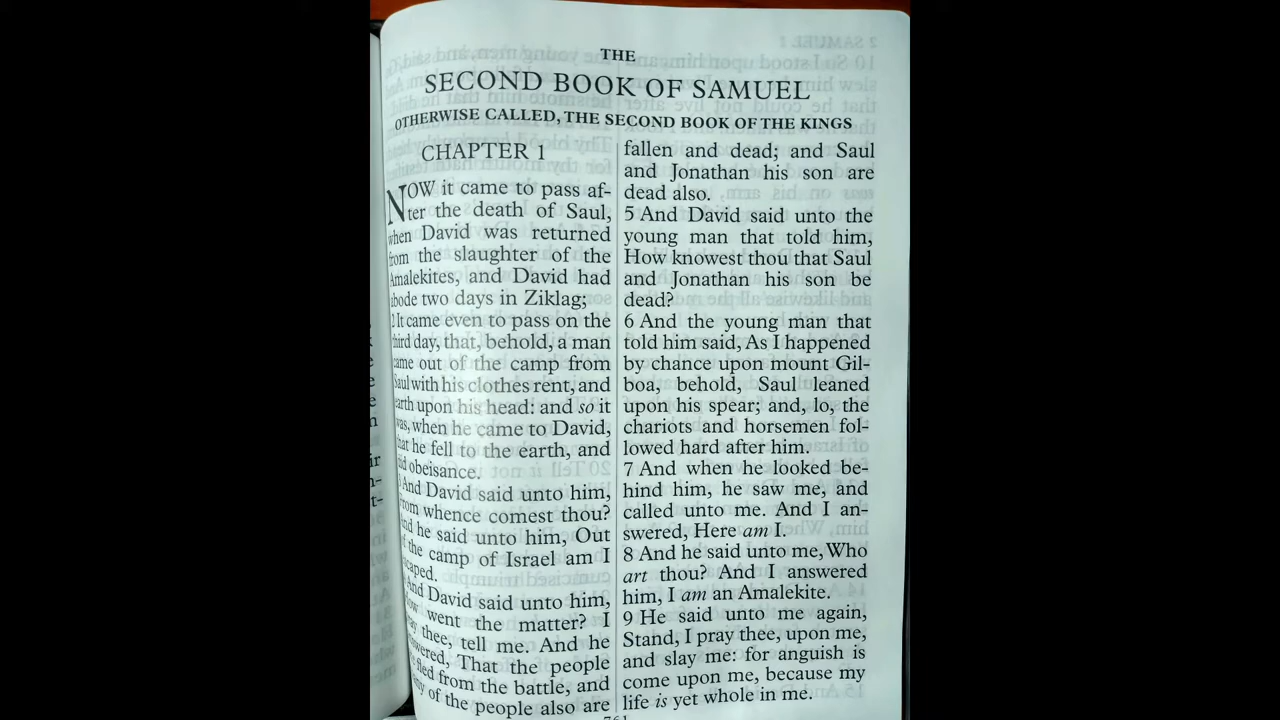 THE
SECOND BOOK OF SAMUEL
OTHERWISE CALLED, THE SECOND BOOK OF THE KINGS
CHAPTER 1
NOW it came to pass af-
ter the death of Saul,
when David was returned
from the slaughter of the
Amalekites, and David had
abode two days in Ziklag;
2 It came even to pass on the
third day, that, behold, a man
came out of the camp from
Saul with his clothes rent, and
earth upon his head: and so it
was, when he came to David,
that he fell to the earth, and
did obeisance.
And David said unto him,
From whence comest thou?
And he said unto him, Out
of the camp of Israel am I
And David said unto him,
went the matter? I
thee, tell me. And he
That the people
fled from the battle, and
of the people also are
fallen and dead; and Saul
and Jonathan his son are
dead also.
5 And David said unto the
young man that told him,
How knowest thou that Saul
and Jonathan his son be
dead?
6 And the young man that
told him said, As I happened
by chance upon mount Gil-
boa, behold, Saul leaned
upon his spear; and, lo, the
chariots and horsemen fol-
lowed hard after him.
7 And when he looked be-
hind him, he saw me, and
called unto me. And I an-
swered, Here am I.
8 And he said unto me, Who
art thou? And I answered
him, I am an Amalekite.
9 He said unto me again,
Stand, I pray thee, upon me,
and slay me: for anguish is
come upon me, because my
life is yet whole in me.